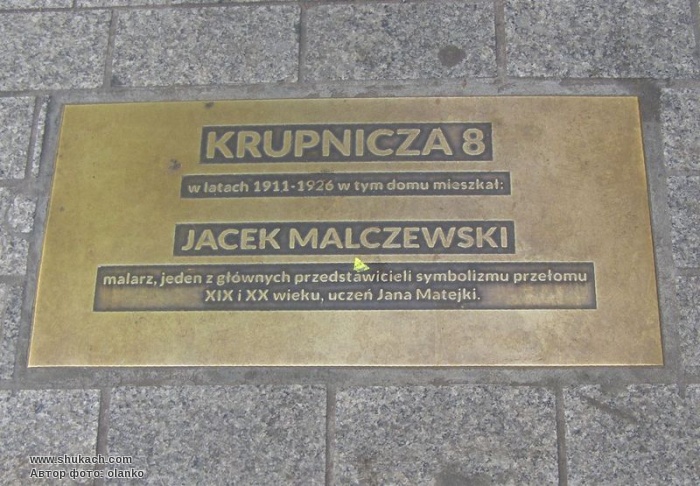 KRUPNICZA 8
w latach 1911-1926 w tym domu mieszkał:
JACEK MALCZEWSKI
malarz, jeden z głównych przedstawicieli symbolizmu przełomu
XIX i XX wieku, uczeń Jana Matejki.
www.shukach.com
Автор фото: olanko